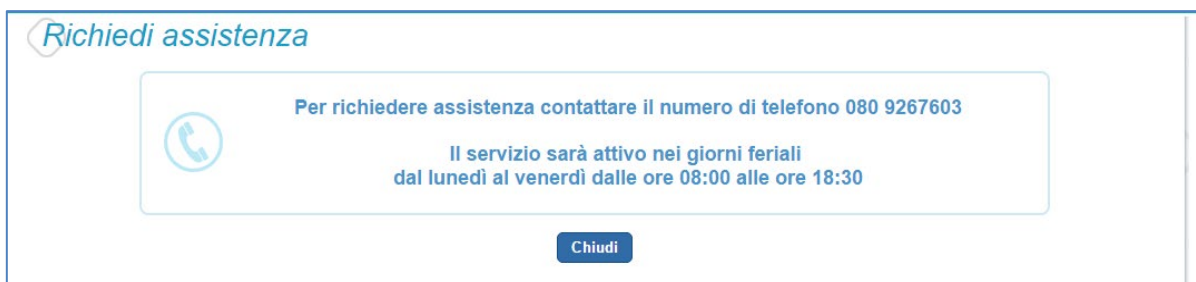 Richiedi assistenza
Per richiedere assistenza contattare il numero di telefono 080 9267603
Il servizio sarà attivo nei giorni feriali
dal lunedì al venerdì dalle ore 08:00 alle ore 18:30
Chiudi